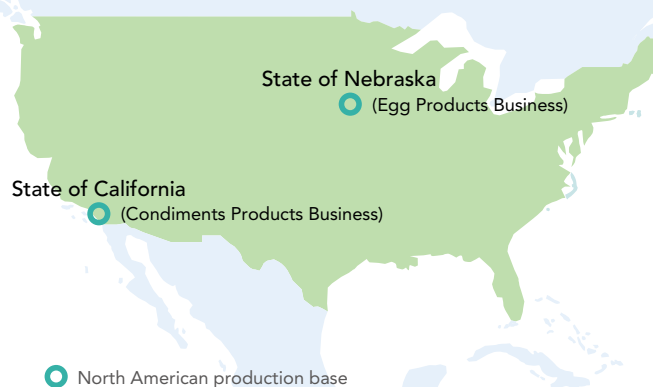 State of Nebraska
(Egg Products Business)
State of California
(Condiments Products Business)
North American production base